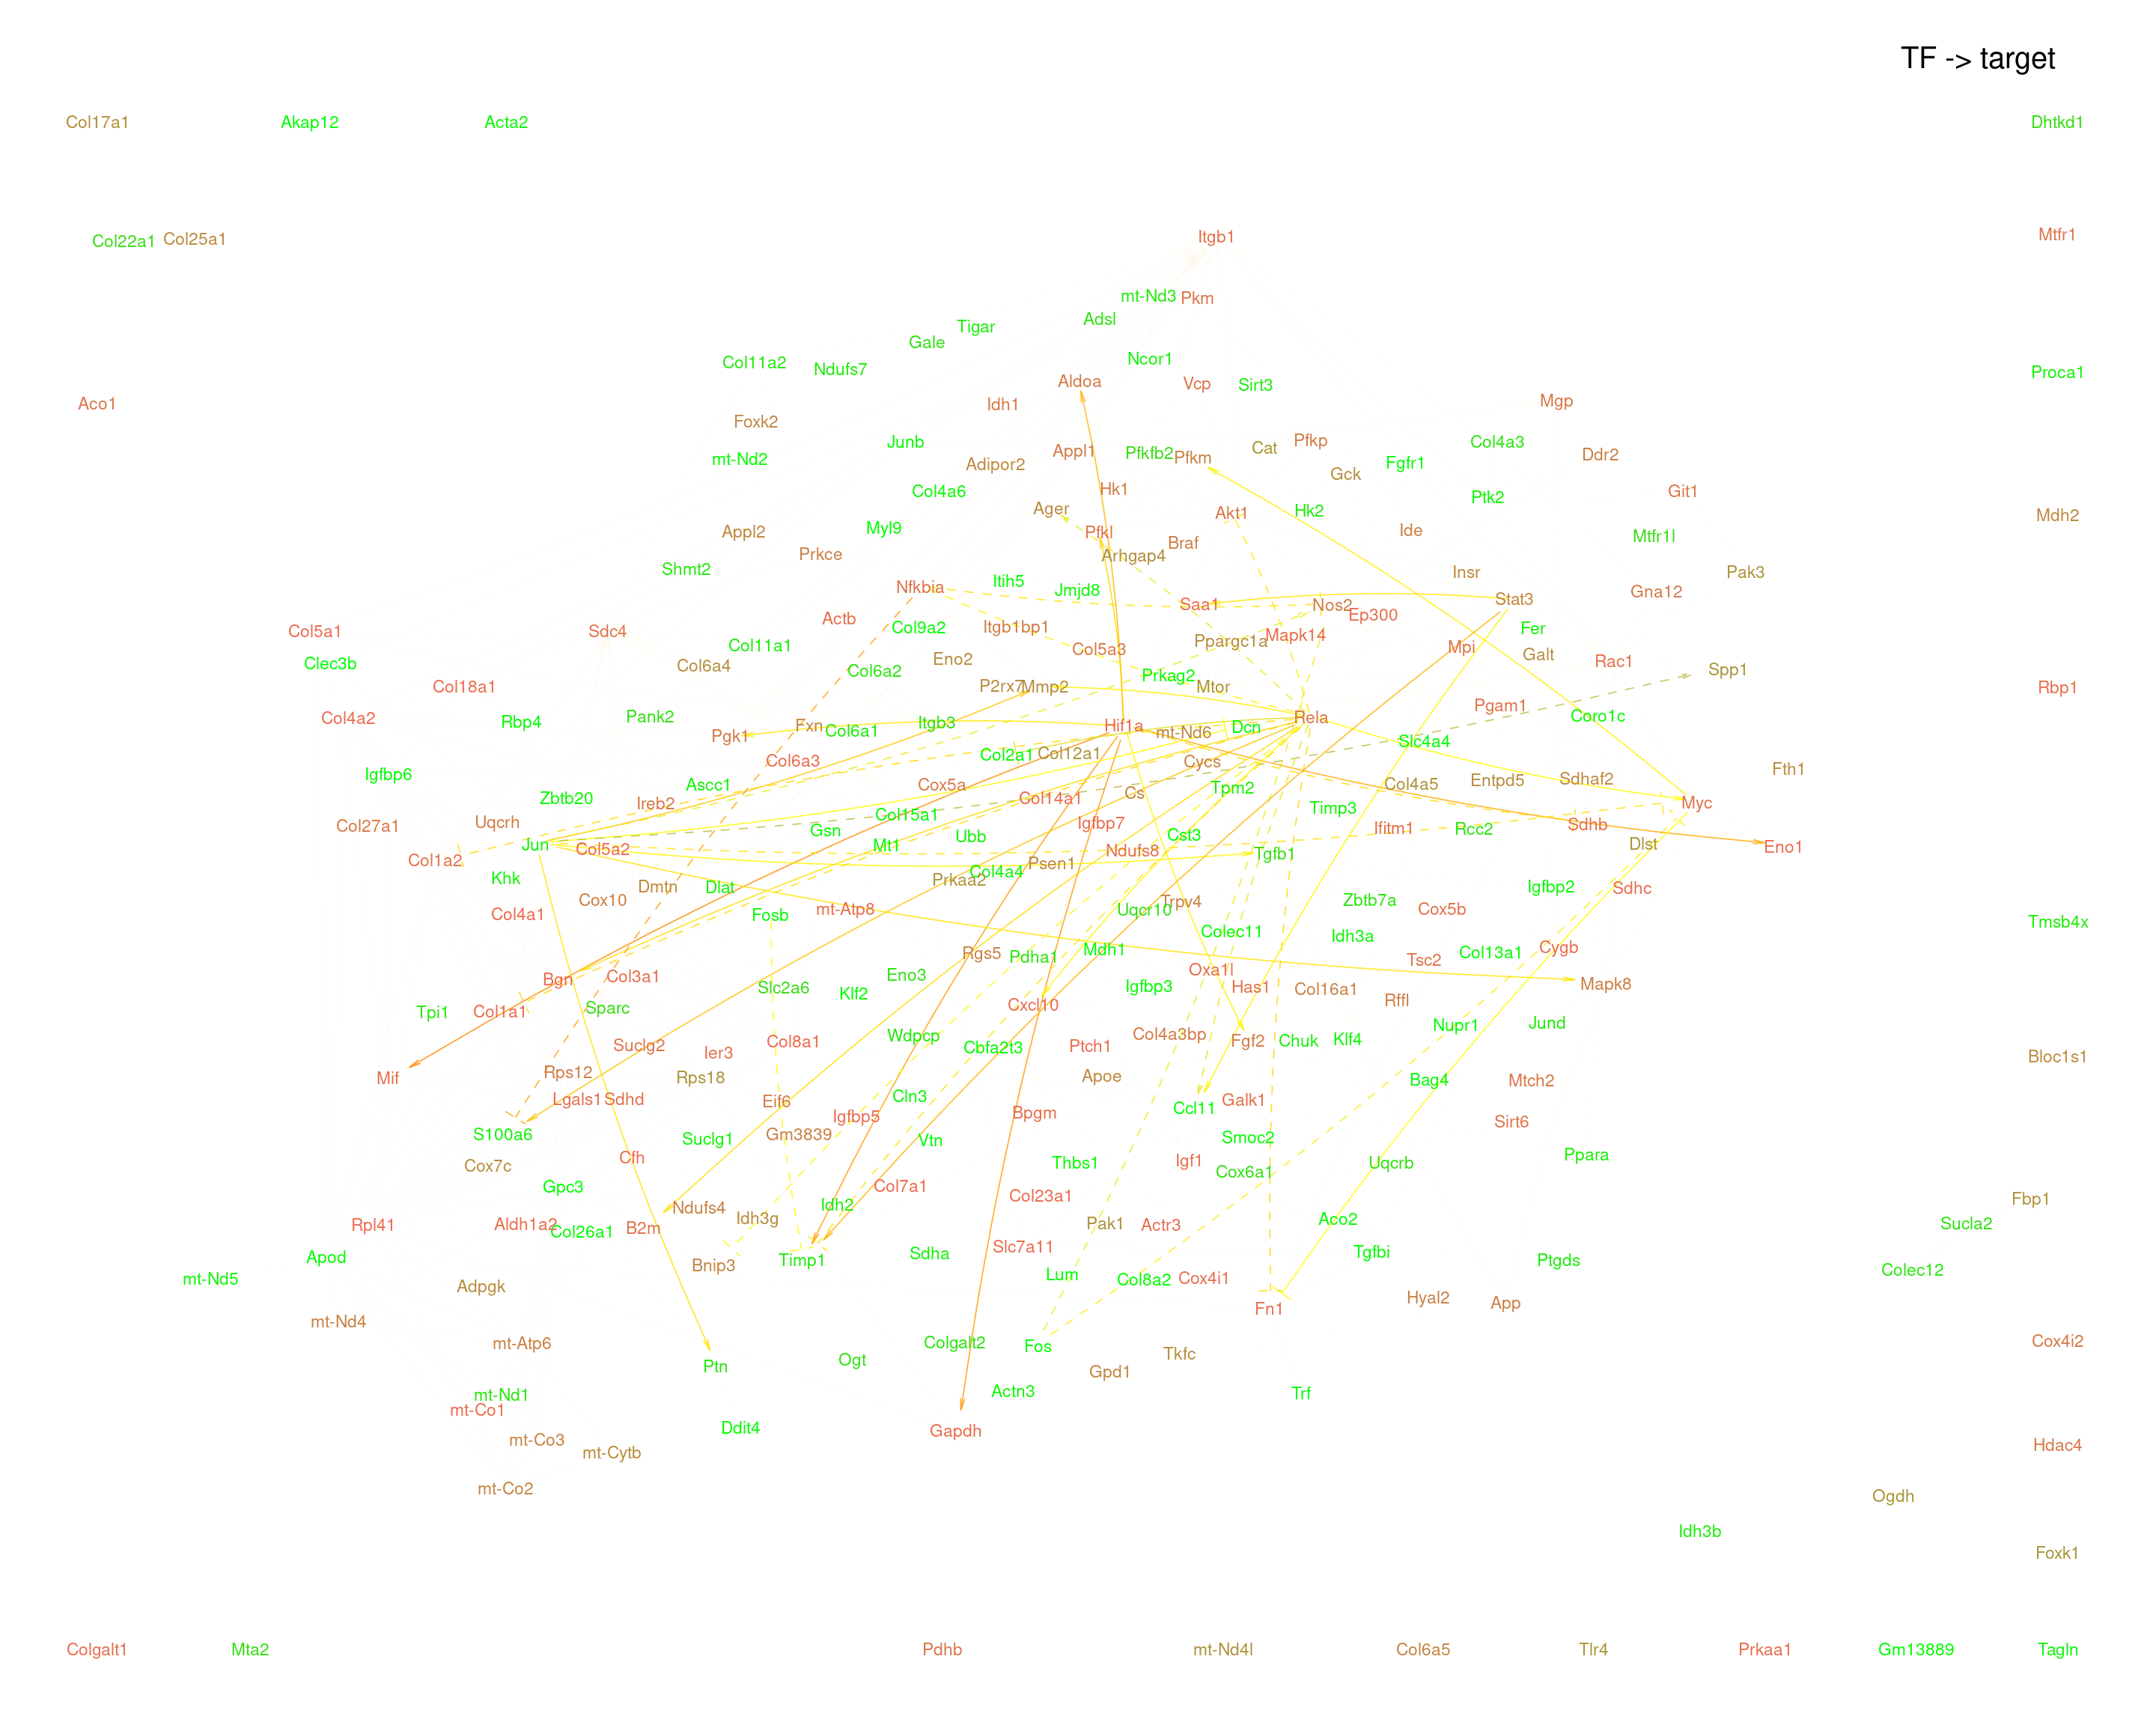 TF -> target
Col17a1
Akap12
Acta2
Dhtkd1
Col22a1
Col25a1
Itgb1
Mtfr1
mt-Nd3
Pkm
Adsl
Tigar
Gale
Ncor1
Col11a2
Ndufs7
Proca1
Aldoa
Vcp
Sirt3
Aco1
Idh1
Mgp
Foxk2
Junb
Pfkp
Col4a3
Appl1
Pfkfb2
Pfkm
Cat
Ddr2
mt-Nd2
Adipor2
Fgfr1
Gck
Col4a6
Hk1
Ptk2
Git1
Ager
Akt1
Hk2
Mdh2
Appl2
Myl9
Pfkl
Ide
Mtfr1l
Prkce
Arhgap4
Braf
Shmt2
Itih5
Insr
Pak3
Nfkbia
Jmjd8
Gna12
Saa1
Nos2
Stat3
Ep300
Actb
Col5a1
Sdc4
Col9a2
Itgb1bp1
Mapk14
Fer
Col11a1
Col5a3
Ppargc1a
Mpi
Galt
Clec3b
Col6a4
Eno2
Rac1
Col6a2
Prkag2
Spp1
Col18a1
P2rx7
Mmp2
Mtor
Rbp1
Col4a2
Rbp4
Pank2
Itgb3
Hif1a
Rela
Pgam1
Coro1c
Pgk1
Fxn
Col6a1
mt-Nd6
Dcn
Slc4a4
Col6a3
Col2a1
Col12a1
Cycs
Igfbp6
Ascc1
Cox5a
Tpm2
Col4a5
Entpd5
Sdhaf2
Fth1
Zbtb20
Ireb2
Col14a1
Cs
Timp3
Myc
Col27a1
Uqcrh
Gsn
Col15a1
Igfbp7
Ifitm1
Rcc2
Sdhb
Jun
Col5a2
Mt1
Ubb
Cst3
Dlst
Eno1
Col1a2
Ndufs8
Tgfb1
Khk
Dmtn
Dlat
Prkaa2
Col4a4
Psen1
Igfbp2
Sdhc
Cox10
Trpv4
Zbtb7a
Col4a1
Fosb
mt-Atp8
Uqcr10
Cox5b
Tmsb4x
Colec11
Idh3a
Bgn
Col3a1
Eno3
Rgs5
Pdha1
Mdh1
Tsc2
Col13a1
Cygb
Slc2a6
Klf2
Igfbp3
Oxa1l
Has1
Col16a1
Rffl
Mapk8
Tpi1
Col1a1
Sparc
Cxcl10
Nupr1
Jund
Suclg2
Ier3
Col8a1
Wdpcp
Cbfa2t3
Ptch1
Col4a3bp
Fgf2
Chuk
Klf4
Bloc1s1
Mif
Rps12
Rps18
Apoe
Bag4
Mtch2
Lgals1
Sdhd
Eif6
Igfbp5
Cln3
Bpgm
Ccl11
Galk1
Sirt6
S100a6
Suclg1
Gm3839
Vtn
Smoc2
Cox7c
Cfh
Thbs1
Igf1
Cox6a1
Uqcrb
Ppara
Gpc3
Col7a1
Col23a1
Fbp1
Rpl41
Aldh1a2
Col26a1
B2m
Ndufs4
Idh3g
Idh2
Pak1
Actr3
Aco2
Sucla2
Apod
Bnip3
Timp1
Sdha
Slc7a11
Tgfbi
Ptgds
mt-Nd5
Adpgk
Lum
Col8a2
Cox4i1
Colec12
mt-Nd4
Fn1
Hyal2
App
mt-Atp6
Colgalt2
Fos
Cox4i2
Ptn
Ogt
Gpd1
Tkfc
mt-Nd1
Actn3
Trf
mt-Co1
Ddit4
Gapdh
mt-Co3
mt-Cytb
Hdac4
mt-Co2
Ogdh
Idh3b
Foxk1
Colgalt1
Mta2
Pdhb
mt-Nd4l
Col6a5
Tlr4
Prkaa1
Gm13889
Tagln